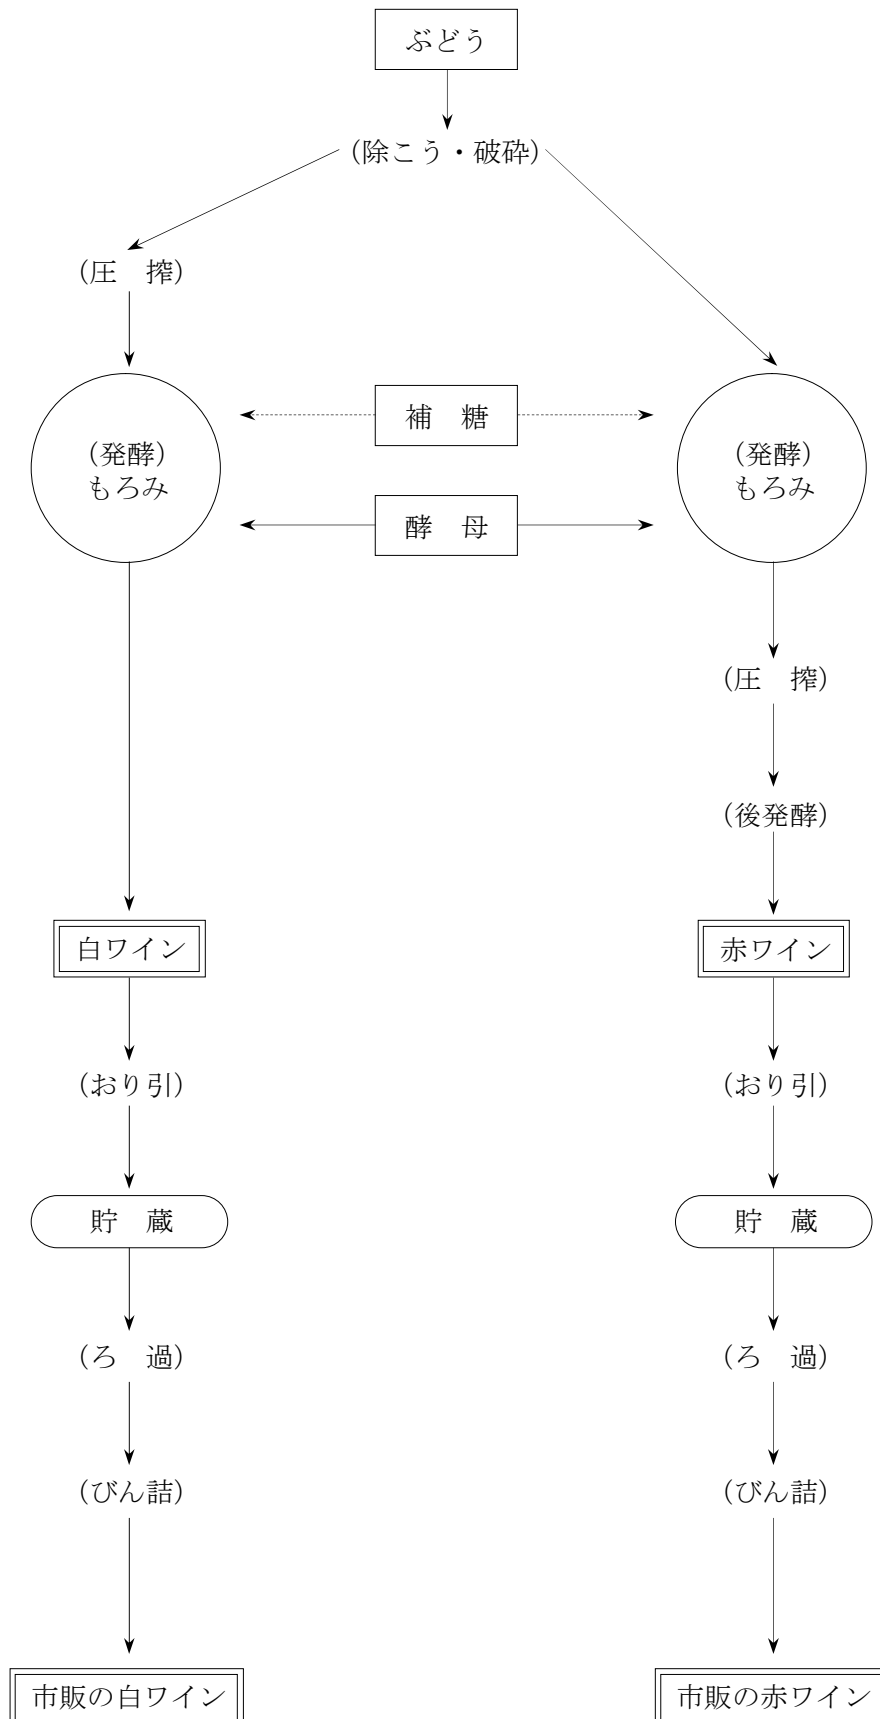 ぶどう
(除こう・破砕)
(圧　搾)
(発酵)
もろみ
補　糖
酵　母
(発酵)
もろみ
(圧　搾)
(後発酵)
白ワイン
赤ワイン
(おり引)
(おり引)
貯　蔵
貯　蔵
(ろ　過)
(ろ　過)
(びん詰)
(びん詰)
市販の白ワイン
市販の赤ワイン